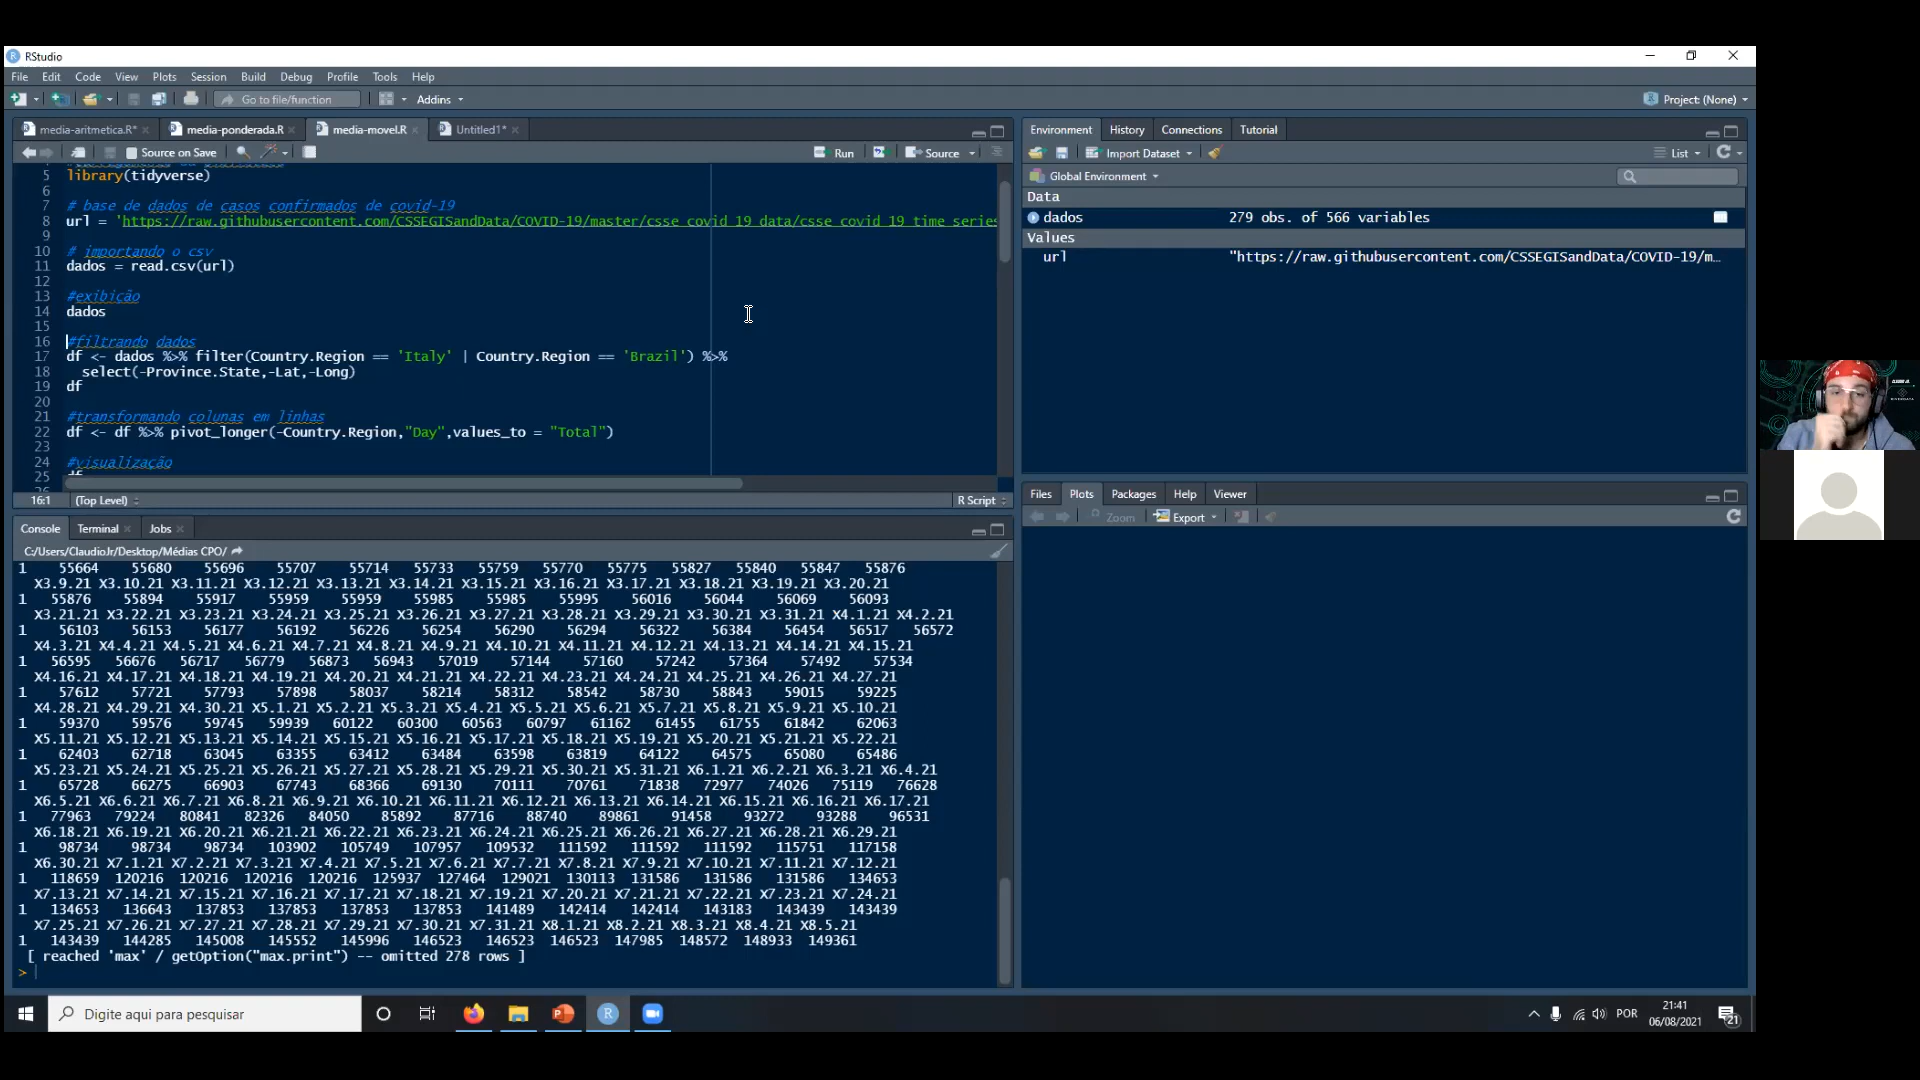 RStudio
File Edit Code View Plots Session Build Debug Profile Tools Help
Go to file/function Addins Project: (None)
media-aritmetica.R* media-ponderada.R media-movel.R Untitled1*
Source on Save Run Source
5 library(tidyverse)
6
7 # base de dados de casos confirmados de covid-19
8 url = 'https://raw.githubusercontent.com/CSSEGISandData/COVID-19/master/csse_covid_19_data/csse_covid_19_time_series
9
10 # importando o csv
11 dados = read.csv(url)
12
13 #exibição
14 dados
15
16 #filtrando dados
17 df <- dados %>% filter(Country.Region == 'Italy' | Country.Region == 'Brazil') %>%
18 select(-Province.State,-Lat,-Long)
19 df
20
21 #transformando colunas em linhas
22 df <- df %>% pivot_longer(-Country.Region,"Day",values_to = "Total")
23
24 #visualização
25 df
16:1 (Top Level) R Script
Console Terminal Jobs
C:/Users/ClaudioJr/Desktop/Médias CPO/
1 55664 55680 55696 55707 55714 55733 55759 55770 55775 55827 55840 55847 55876
X3.9.21 X3.10.21 X3.11.21 X3.12.21 X3.13.21 X3.14.21 X3.15.21 X3.16.21 X3.17.21 X3.18.21 X3.19.21 X3.20.21
1 55876 55894 55917 55959 55959 55985 55985 55995 56016 56044 56069 56093
X3.21.21 X3.22.21 X3.23.21 X3.24.21 X3.25.21 X3.26.21 X3.27.21 X3.28.21 X3.29.21 X3.30.21 X3.31.21 X4.1.21 X4.2.21
1 56103 56153 56177 56192 56226 56254 56290 56294 56322 56384 56454 56517 56572
X4.3.21 X4.4.21 X4.5.21 X4.6.21 X4.7.21 X4.8.21 X4.9.21 X4.10.21 X4.11.21 X4.12.21 X4.13.21 X4.14.21 X4.15.21
1 56595 56676 56717 56779 56873 56943 57019 57144 57160 57242 57364 57492 57534
X4.16.21 X4.17.21 X4.18.21 X4.19.21 X4.20.21 X4.21.21 X4.22.21 X4.23.21 X4.24.21 X4.25.21 X4.26.21 X4.27.21
1 57612 57721 57793 57898 58037 58214 58312 58542 58730 58843 59015 59225
X4.28.21 X4.29.21 X4.30.21 X5.1.21 X5.2.21 X5.3.21 X5.4.21 X5.5.21 X5.6.21 X5.7.21 X5.8.21 X5.9.21 X5.10.21
1 59370 59576 59745 59939 60122 60300 60563 60797 61162 61455 61755 61842 62063
X5.11.21 X5.12.21 X5.13.21 X5.14.21 X5.15.21 X5.16.21 X5.17.21 X5.18.21 X5.19.21 X5.20.21 X5.21.21 X5.22.21
1 62403 62718 63045 63355 63412 63484 63598 63819 64122 64575 65080 65486
X5.23.21 X5.24.21 X5.25.21 X5.26.21 X5.27.21 X5.28.21 X5.29.21 X5.30.21 X5.31.21 X6.1.21 X6.2.21 X6.3.21 X6.4.21
1 65728 66275 66903 67743 68366 69130 70111 70761 71838 72977 74026 75119 76628
X6.5.21 X6.6.21 X6.7.21 X6.8.21 X6.9.21 X6.10.21 X6.11.21 X6.12.21 X6.13.21 X6.14.21 X6.15.21 X6.16.21 X6.17.21
1 77963 79224 80841 82326 84050 85892 87716 88740 89861 91458 93272 93288 96531
X6.18.21 X6.19.21 X6.20.21 X6.21.21 X6.22.21 X6.23.21 X6.24.21 X6.25.21 X6.26.21 X6.27.21 X6.28.21 X6.29.21
1 98734 98734 98734 103902 105749 107957 109532 111592 111592 111592 115751 117158
X6.30.21 X7.1.21 X7.2.21 X7.3.21 X7.4.21 X7.5.21 X7.6.21 X7.7.21 X7.8.21 X7.9.21 X7.10.21 X7.11.21 X7.12.21
1 118659 120216 120216 120216 125937 127464 129021 130113 131586 131586 131586 134653
X7.13.21 X7.14.21 X7.15.21 X7.16.21 X7.17.21 X7.18.21 X7.19.21 X7.20.21 X7.21.21 X7.22.21 X7.23.21 X7.24.21
1 134653 136643 137853 137853 137853 137853 141489 142414 142414 143183 143439 143439
X7.25.21 X7.26.21 X7.27.21 X7.28.21 X7.29.21 X7.30.21 X7.31.21 X8.1.21 X8.2.21 X8.3.21 X8.4.21 X8.5.21
1 143439 144285 145008 145552 145996 146523 146523 146523 147985 148572 148933 149361
[ reached 'max' / getOption("max.print") -- omitted 278 rows ]
>
Environment History Connections Tutorial
Import Dataset List
Global Environment
Data
dados 279 obs. of 566 variables
Values
url "https://raw.githubusercontent.com/CSSEGISandData/COVID-19/m…
Files Plots Packages Help Viewer
Zoom Export
Digite aqui para pesquisar
POR
21:41
06/08/2021
21